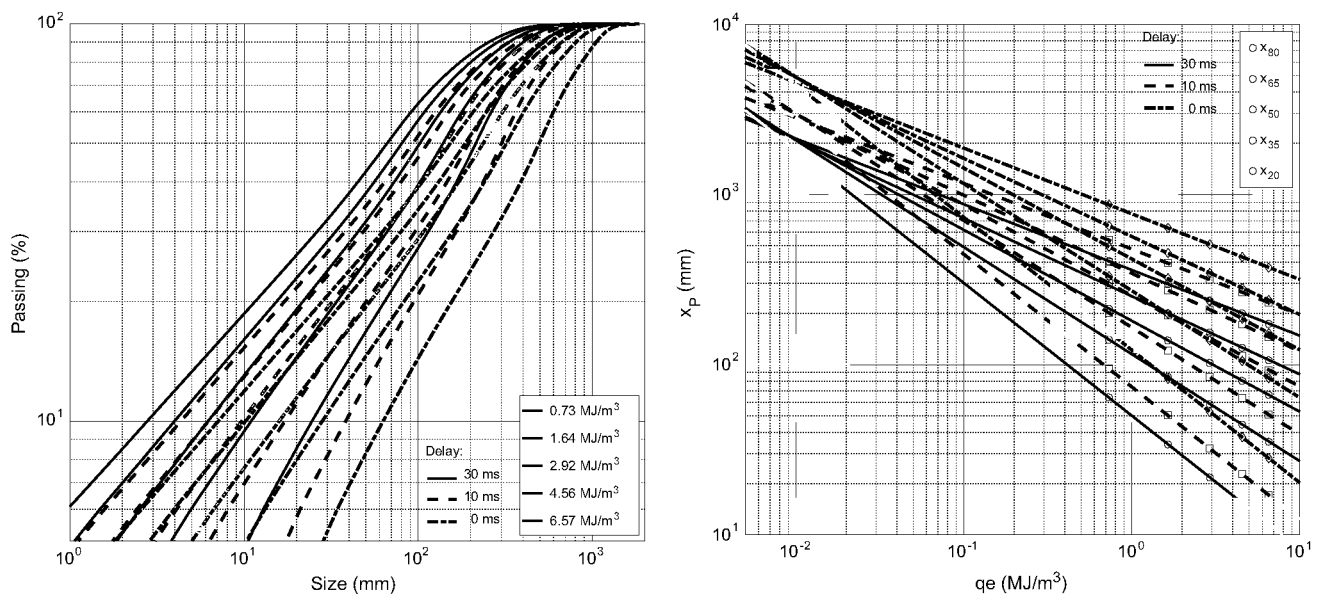 10²
10¹
Passing (%)
Delay:
30 ms
10 ms
0 ms
0.73 MJ/m³
1.64 MJ/m³
2.92 MJ/m³
4.56 MJ/m³
6.57 MJ/m³
10⁰ 10¹ 10² 10³
Size (mm)
10⁴
10³
10²
10¹
xP (mm)
Delay:
30 ms
10 ms
0 ms
x80
x65
x50
x35
x20
10⁻² 10⁻¹ 10⁰ 10¹
qe (MJ/m³)